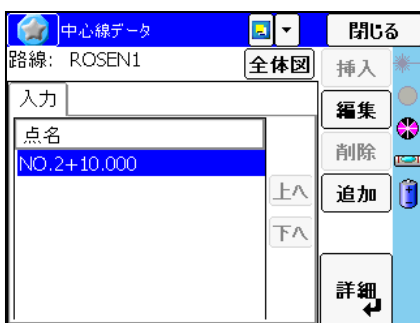 中心線データ
閉じる
路線: ROSEN1
全体図
挿入
入力
編集
点名
削除
NO.2+10.000
上へ
追加
下へ
詳細